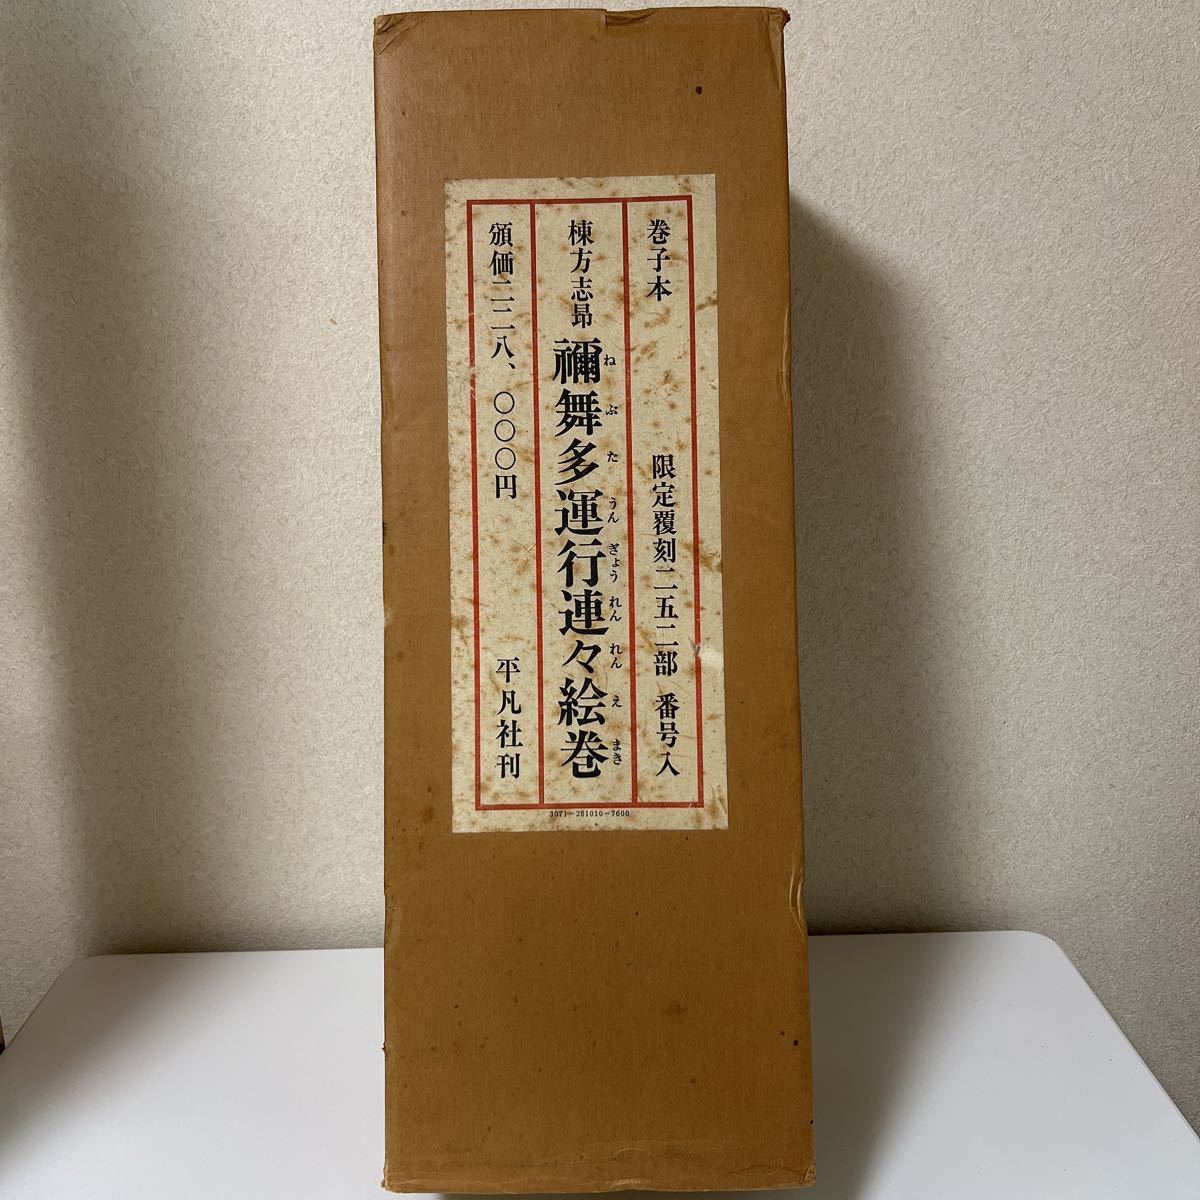 巻子本 限定覆刻二五二部 番号入
棟方志昂 禰舞多運行連々絵巻
ねぶたうんぎょうれんれんえまき
頒価二二八、〇〇〇円 平凡社刊
3071-261010-7600